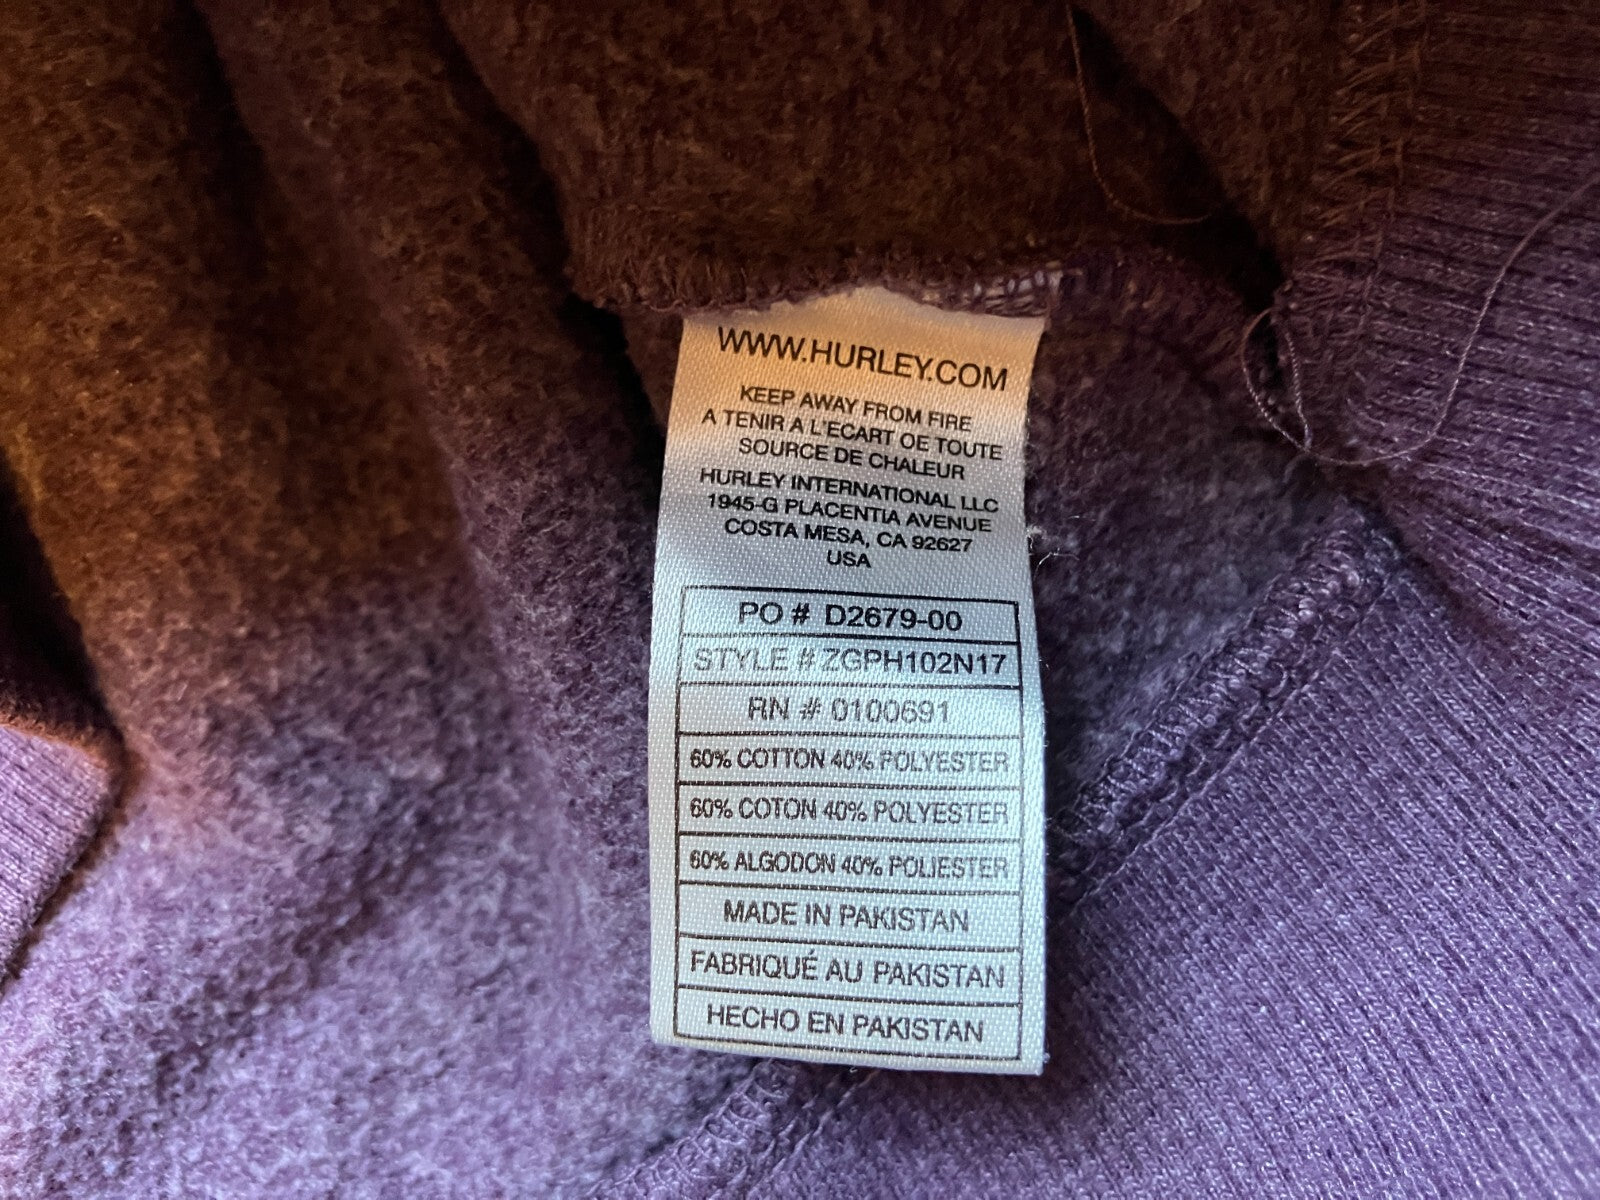 WWW.HURLEY.COM
KEEP AWAY FROM FIRE
A TENIR A L'ECART OE TOUTE
SOURCE DE CHALEUR
HURLEY INTERNATIONAL LLC
1945-G PLACENTIA AVENUE
COSTA MESA, CA 92627
USA
PO # D2679-00
STYLE # ZGPH102N17
RN # 0100691
60% COTTON 40% POLYESTER
60% COTON 40% POLYESTER
60% ALGODON 40% POLIESTER
MADE IN PAKISTAN
FABRIQUÉ AU PAKISTAN
HECHO EN PAKISTAN